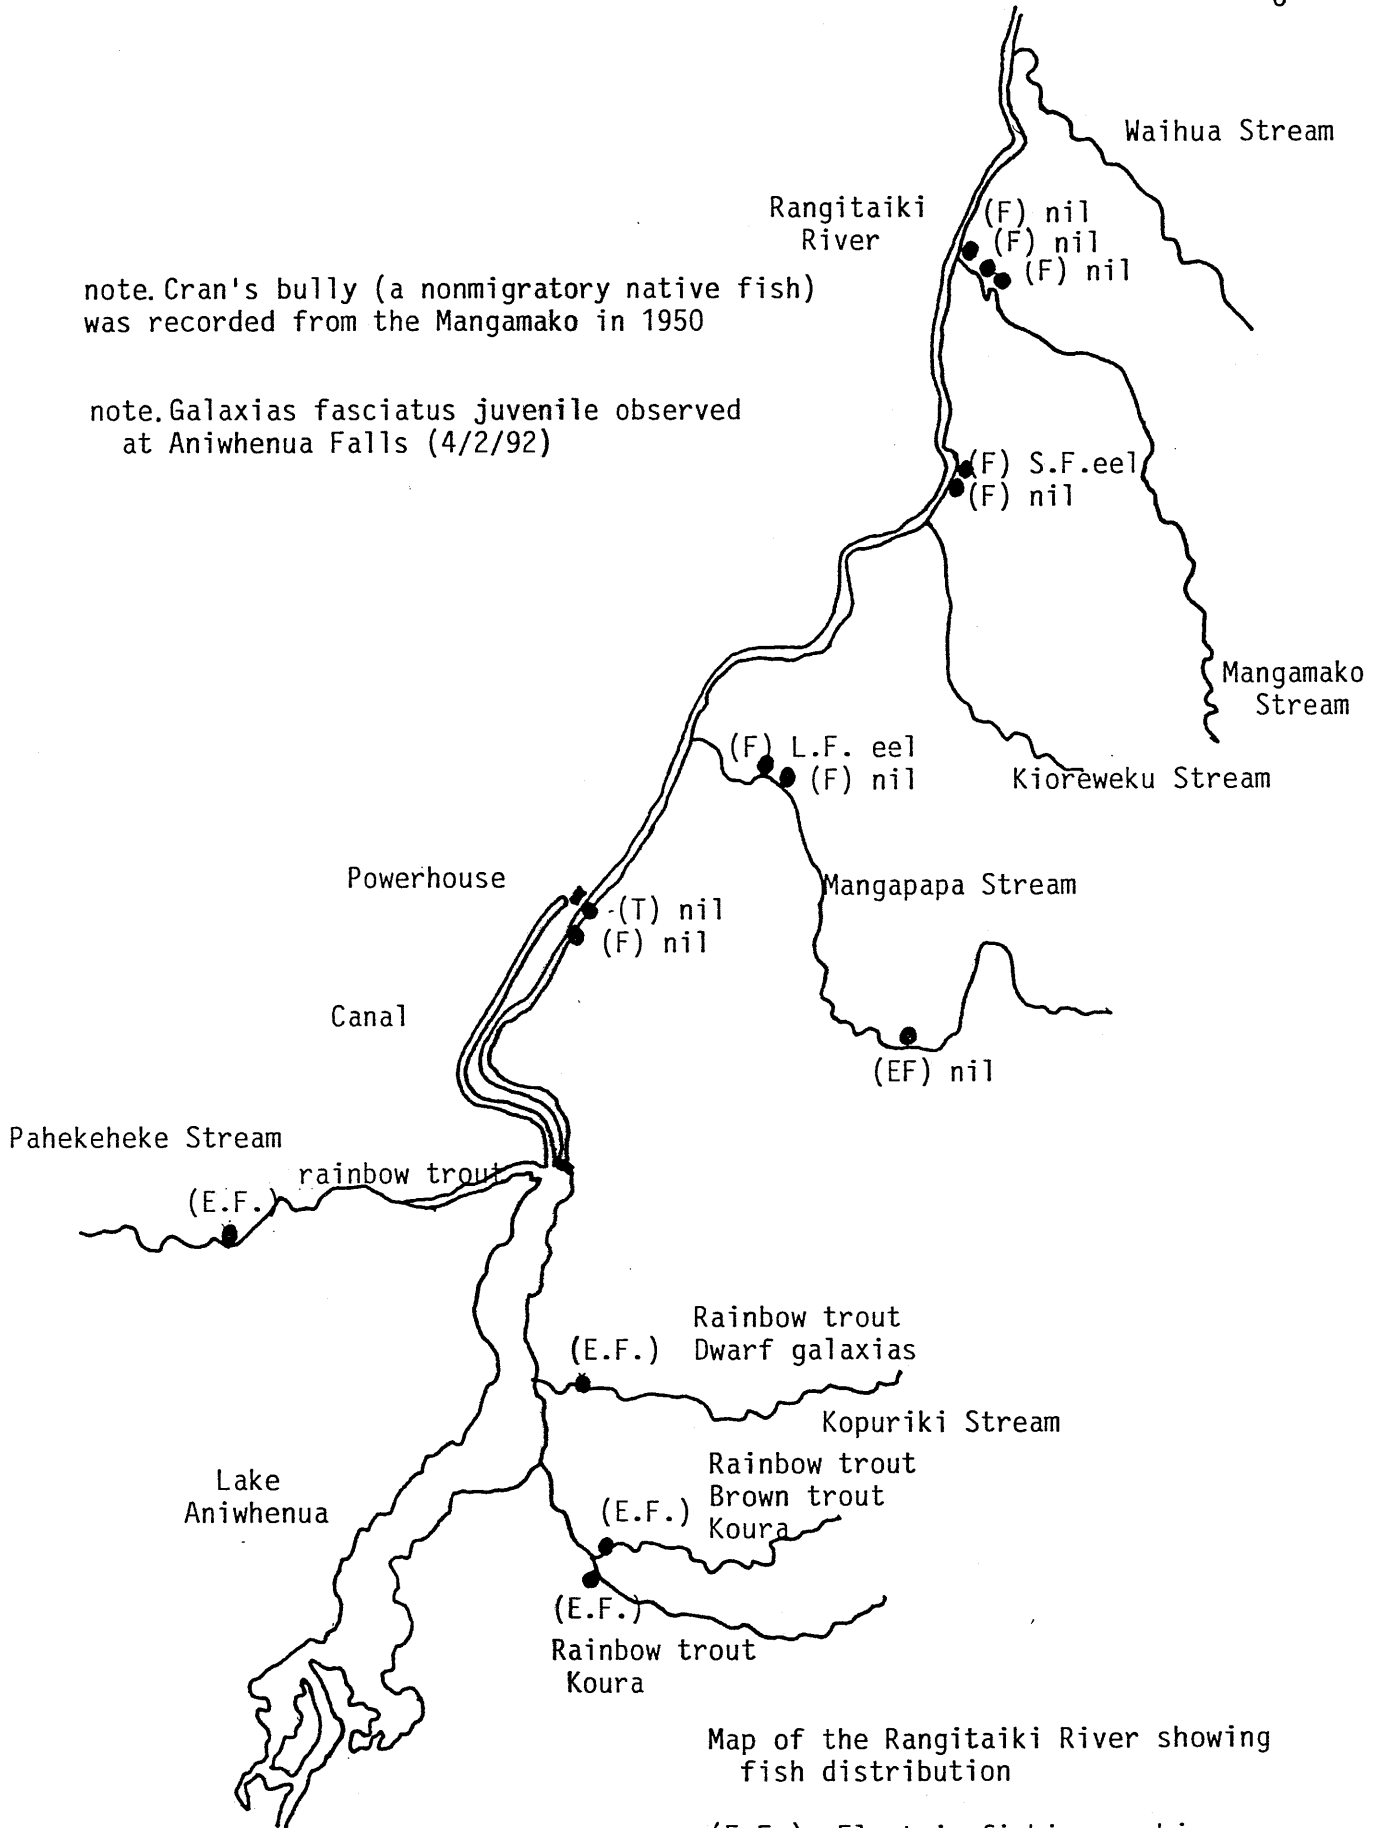 Waihua Stream
Rangitaiki
River
(F) nil
(F) nil
(F) nil
note. Cran's bully (a nonmigratory native fish)
was recorded from the Mangamako in 1950
note. Galaxias fasciatus juvenile observed
at Aniwhenua Falls (4/2/92)
(F) S.F.eel
(F) nil
Mangamako
Stream
(F) L.F. eel
(F) nil
Kioreweku Stream
Powerhouse
Mangapapa Stream
(T) nil
(F) nil
Canal
(EF) nil
Pahekeheke Stream
rainbow trout
(E.F.)
Rainbow trout
(E.F.) Dwarf galaxias
Kopuriki Stream
Rainbow trout
Brown trout
(E.F.)
Koura
Lake
Aniwhenua
(E.F.)
Rainbow trout
Koura
Map of the Rangitaiki River showing
fish distribution